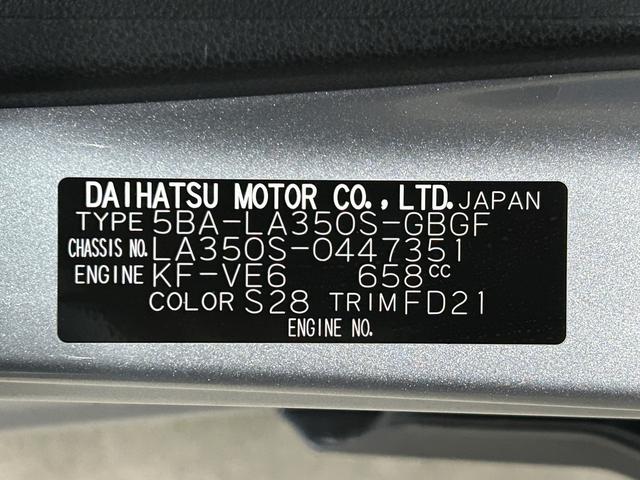 DAIHATSU MOTOR CO., LTD. JAPAN
TYPE 5BA-LA350S-GBGF
CHASSIS NO. LA350S-0447351
ENGINE KF-VE6 658cc
COLOR S28 TRIM FD21
ENGINE NO.